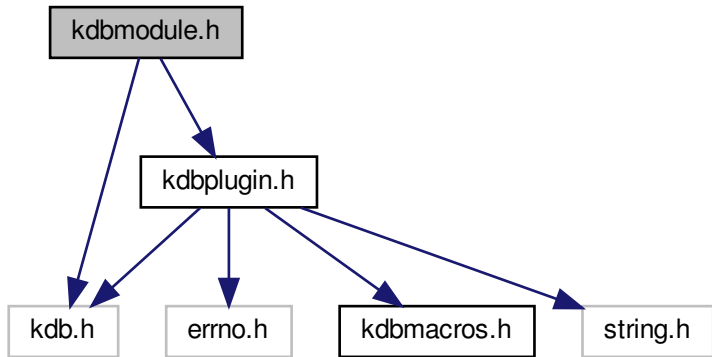 kdbmodule.h
kdbplugin.h
kdb.h
errno.h
kdbmacros.h
string.h